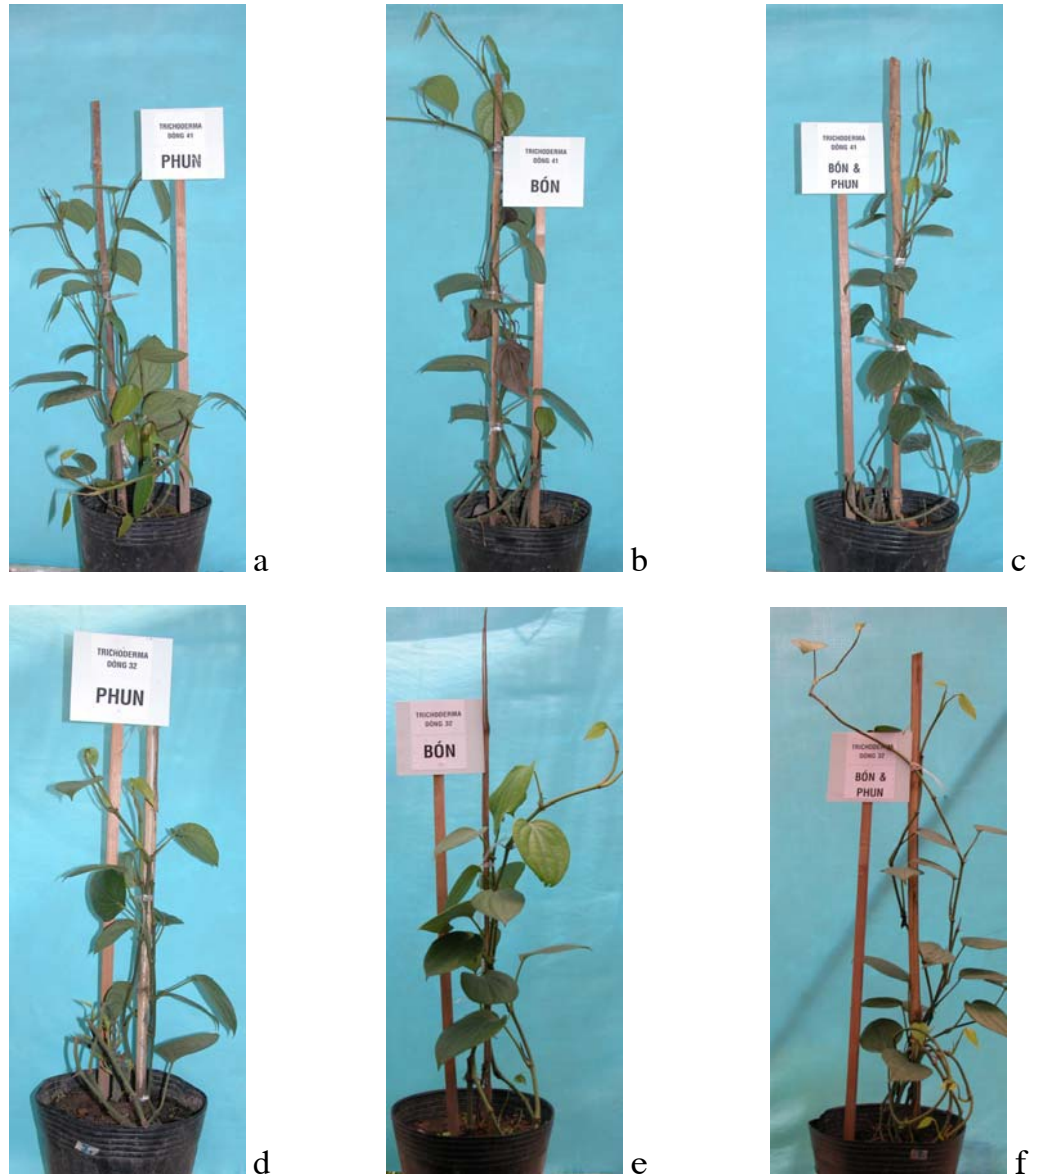 TRICHODERMA
DÒNG 41
PHUN
a
TRICHODERMA
DÒNG 41
BÓN
b
TRICHODERMA
DÒNG 41
BÓN &
PHUN
c
TRICHODERMA
DÒNG 32
PHUN
d
TRICHODERMA
DÒNG 32
BÓN
e
TRICHODERMA
DÒNG 32
BÓN &
PHUN
f